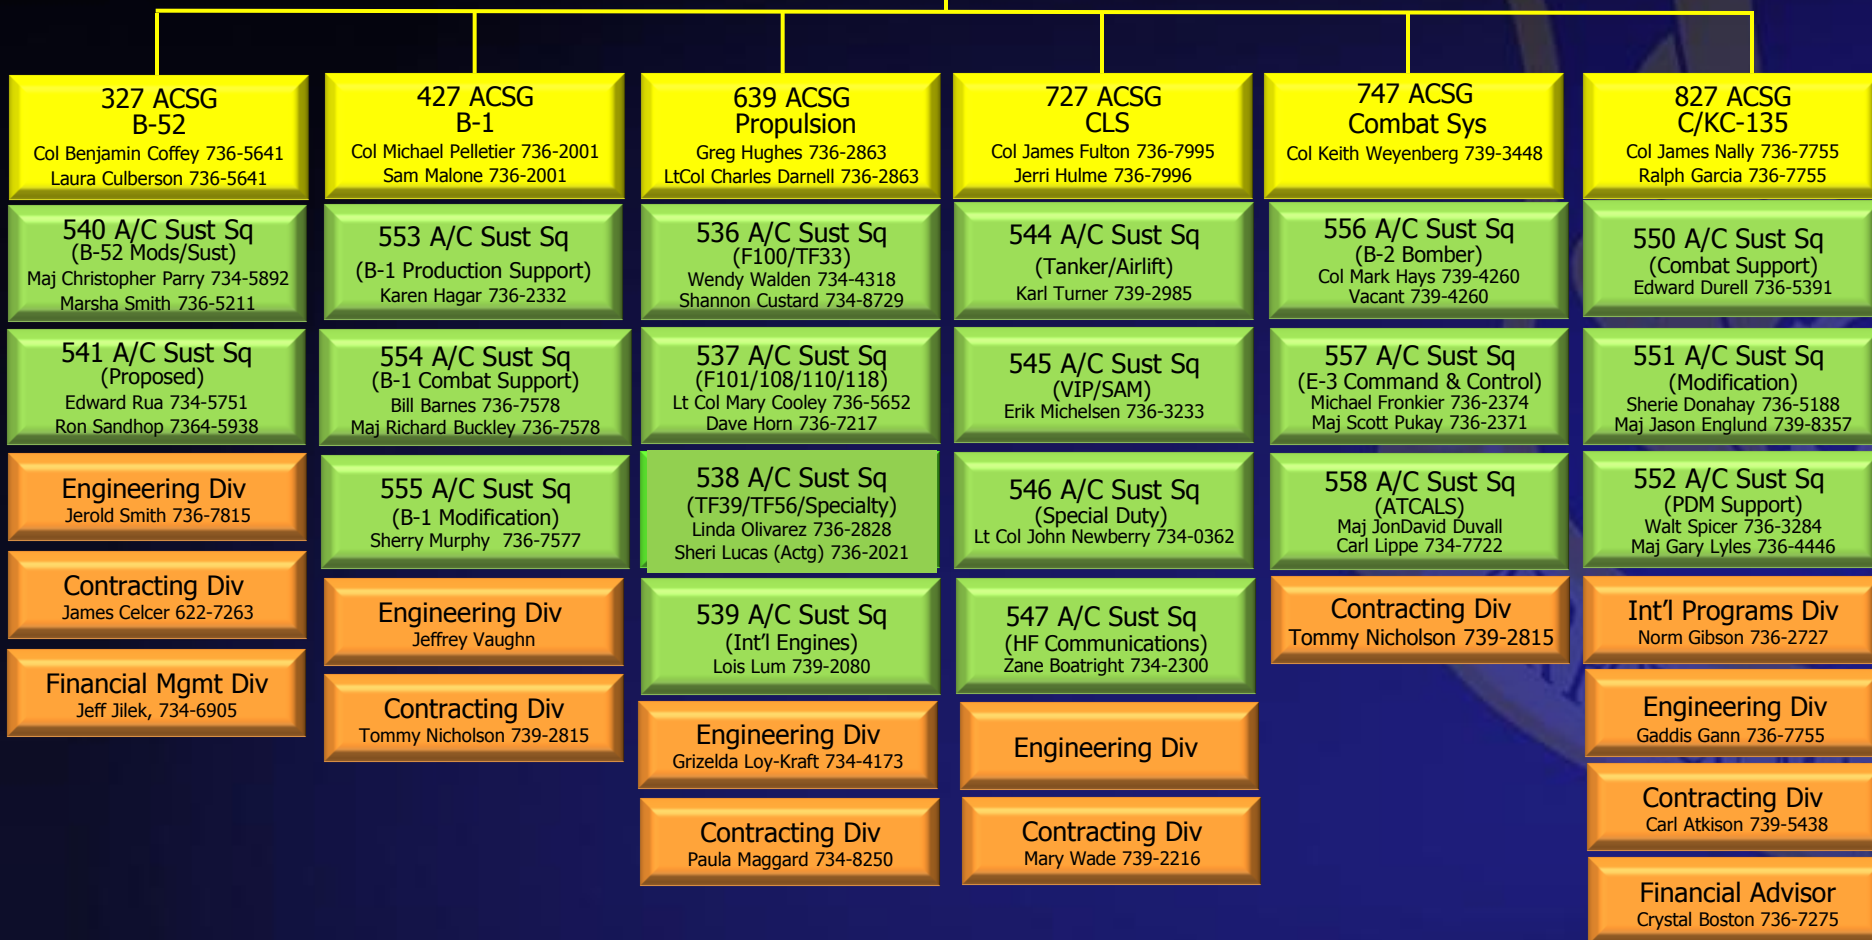 327 ACSG
B-52
Col Benjamin Coffey 736-5641
Laura Culberson 736-5641
540 A/C Sust Sq
(B-52 Mods/Sust)
Maj Christopher Parry 734-5892
Marsha Smith 736-5211
541 A/C Sust Sq
(Proposed)
Edward Rua 734-5751
Ron Sandhop 7364-5938
Engineering Div
Jerold Smith 736-7815
Contracting Div
James Celcer 622-7263
Financial Mgmt Div
Jeff Jilek, 734-6905
427 ACSG
B-1
Col Michael Pelletier 736-2001
Sam Malone 736-2001
553 A/C Sust Sq
(B-1 Production Support)
Karen Hagar 736-2332
554 A/C Sust Sq
(B-1 Combat Support)
Bill Barnes 736-7578
Maj Richard Buckley 736-7578
555 A/C Sust Sq
(B-1 Modification)
Sherry Murphy 736-7577
Engineering Div
Jeffrey Vaughn
Contracting Div
Tommy Nicholson 739-2815
639 ACSG
Propulsion
Greg Hughes 736-2863
LtCol Charles Darnell 736-2863
536 A/C Sust Sq
(F100/TF33)
Wendy Walden 734-4318
Shannon Custard 734-8729
537 A/C Sust Sq
(F101/108/110/118)
Lt Col Mary Cooley 736-5652
Dave Horn 736-7217
538 A/C Sust Sq
(TF39/TF56/Specialty)
Linda Olivarez 736-2828
Sheri Lucas (Actg) 736-2021
539 A/C Sust Sq
(Int'l Engines)
Lois Lum 739-2080
Engineering Div
Grizelda Loy-Kraft 734-4173
Contracting Div
Paula Maggard 734-8250
727 ACSG
CLS
Col James Fulton 736-7995
Jerri Hulme 736-7996
544 A/C Sust Sq
(Tanker/Airlift)
Karl Turner 739-2985
545 A/C Sust Sq
(VIP/SAM)
Erik Michelsen 736-3233
546 A/C Sust Sq
(Special Duty)
Lt Col John Newberry 734-0362
547 A/C Sust Sq
(HF Communications)
Zane Boatright 734-2300
Engineering Div
Contracting Div
Mary Wade 739-2216
747 ACSG
Combat Sys
Col Keith Weyenberg 739-3448
556 A/C Sust Sq
(B-2 Bomber)
Col Mark Hays 739-4260
Vacant 739-4260
557 A/C Sust Sq
(E-3 Command & Control)
Michael Fronkier 736-2374
Maj Scott Pukay 736-2371
558 A/C Sust Sq
(ATCALS)
Maj JonDavid Duvall
Carl Lippe 734-7722
Contracting Div
Tommy Nicholson 739-2815
827 ACSG
C/KC-135
Col James Nally 736-7755
Ralph Garcia 736-7755
550 A/C Sust Sq
(Combat Support)
Edward Durell 736-5391
551 A/C Sust Sq
(Modification)
Sherie Donahay 736-5188
Maj Jason Englund 739-8357
552 A/C Sust Sq
(PDM Support)
Walt Spicer 736-3284
Maj Gary Lyles 736-4446
Int'l Programs Div
Norm Gibson 736-2727
Engineering Div
Gaddis Gann 736-7755
Contracting Div
Carl Atkison 739-5438
Financial Advisor
Crystal Boston 736-7275